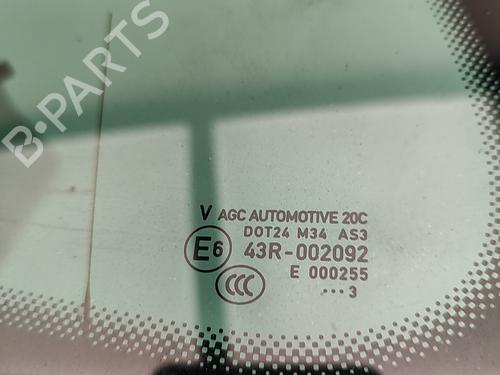 B-PARTS
V AGC AUTOMOTIVE 20C
DOT24 M34 AS3
E6 43R-002092
E 000255
CCC
···3